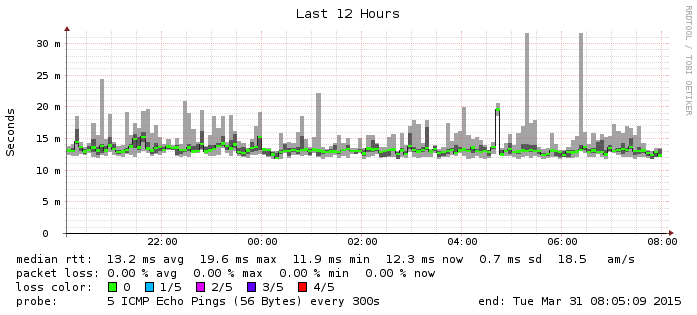 Last 12 Hours
RRDTOOL / TOBI OETIKER
Seconds
30 m
25 m
20 m
15 m
10 m
5 m
0
22:00 00:00 02:00 04:00 06:00 08:00
median rtt: 13.2 ms avg 19.6 ms max 11.9 ms min 12.3 ms now 0.7 ms sd 18.5 am/s
packet loss: 0.00 % avg 0.00 % max 0.00 % min 0.00 % now
loss color: 0 1/5 2/5 3/5 4/5
probe: 5 ICMP Echo Pings (56 Bytes) every 300s end: Tue Mar 31 08:05:09 2015